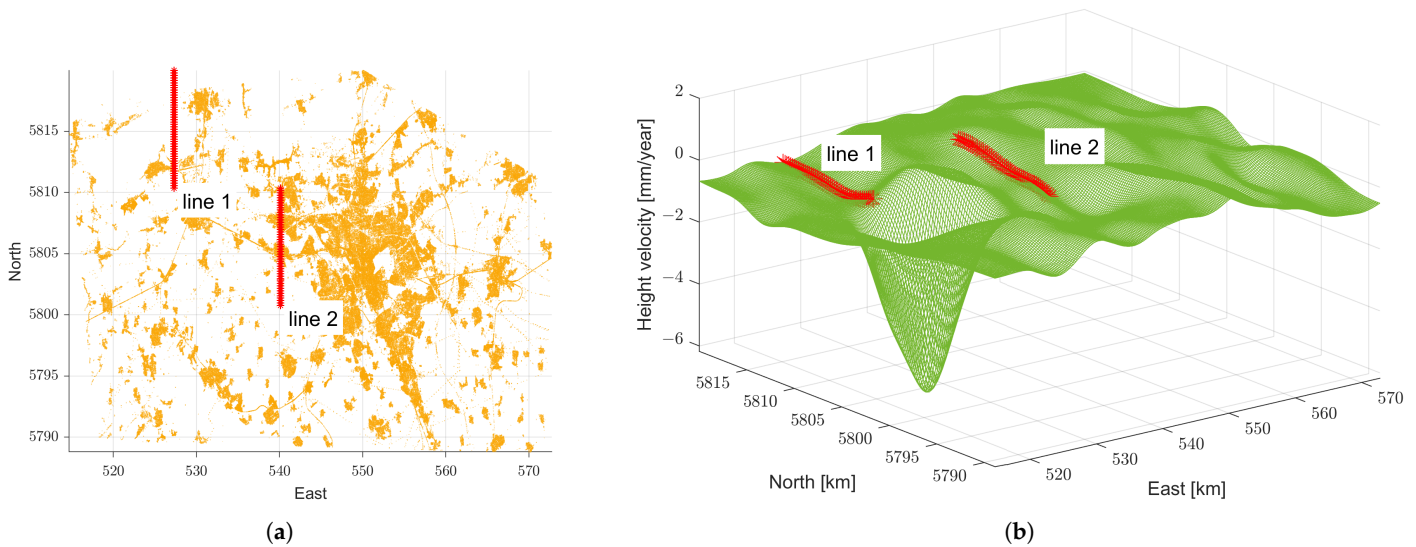 5815
5810
5805
5800
5795
5790
North
520
530
540
550
560
570
East
line 1
line 2
(a)
2
0
−2
−4
−6
Height velocity [mm/year]
line 1
line 2
5815
5810
5805
5800
5795
5790
North [km]
520
530
540
550
560
570
East [km]
(b)